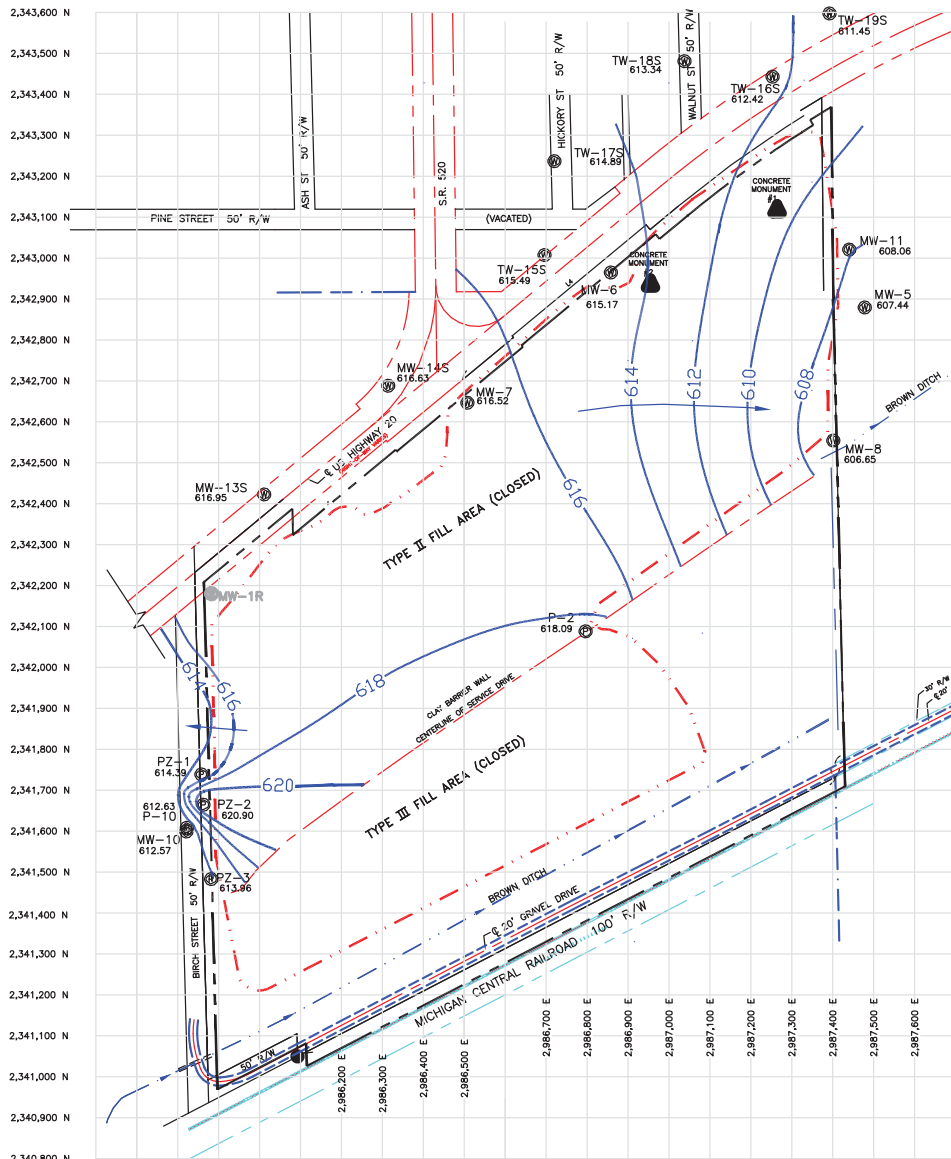 2,343,600 N
TW-19S
611.45
2,343,500 N
TW-18S
613.34
TW-16S
612.42
2,343,400 N
HICKORY ST 50' R/W
WALNUT ST 50' R/W
2,343,300 N
ASH ST 50' R/W
TW-17S
614.89
2,343,200 N
S.R. 520
CONCRETE
MONUMENT
#1
2,343,100 N
PINE STREET 50' R/W
(VACATED)
2,343,000 N
TW-15S
615.49
CONCRETE
MONUMENT
MW-11
608.06
2,342,900 N
MW-6
615.17
MW-5
607.44
2,342,800 N
MW-14S
616.63
2,342,700 N
MW-7
616.52
614
612
610
608
BROWN DITCH
2,342,600 N
℄ US HIGHWAY 20
MW-8
606.65
2,342,500 N
MW-13S
616.95
616
2,342,400 N
TYPE II FILL AREA (CLOSED)
2,342,300 N
2,342,200 N
MW-1R
2,342,100 N
P-2
618.09
2,342,000 N
614
616
618
CLAY BARRIER WALL
CENTERLINE OF SERVICE DRIVE
2,341,900 N
30' R/W
℄ 20'
2,341,800 N
PZ-1
614.39
620
TYPE III FILL AREA (CLOSED)
2,341,700 N
PZ-2
620.90
612.63
P-10
2,341,600 N
MW-10
612.57
2,341,500 N
PZ-3
613.96
BIRCH STREET 50' R/W
BROWN DITCH
2,341,400 N
℄ 20' GRAVEL DRIVE
2,341,300 N
MICHIGAN CENTRAL RAILROAD 100' R/W
2,341,200 N
2,341,100 N
50' R/W
2,341,000 N
2,986,200 E
2,986,300 E
2,986,400 E
2,986,500 E
2,986,700 E
2,986,800 E
2,986,900 E
2,987,000 E
2,987,100 E
2,987,200 E
2,987,300 E
2,987,400 E
2,987,500 E
2,987,600 E
2,340,900 N
2,340,800 N